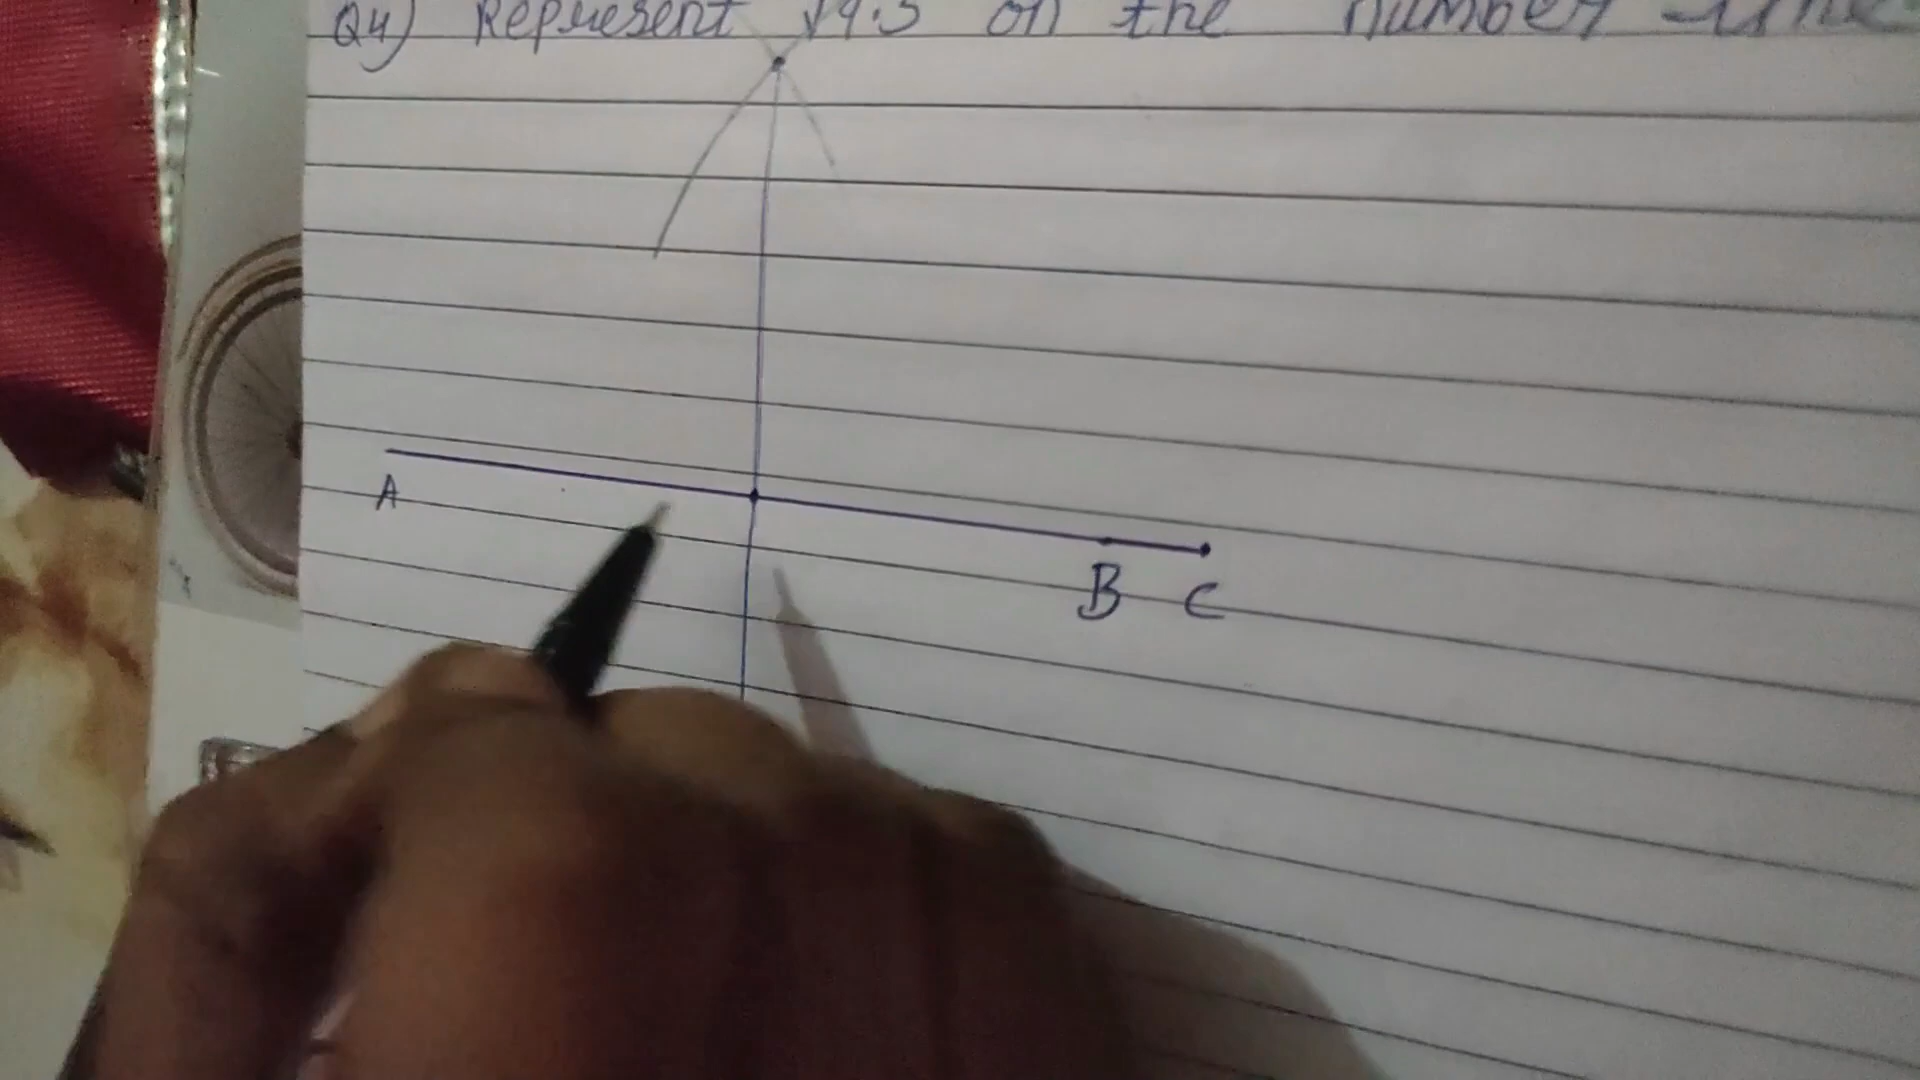 Q4) Represent √9.3 on the number line
A
B C